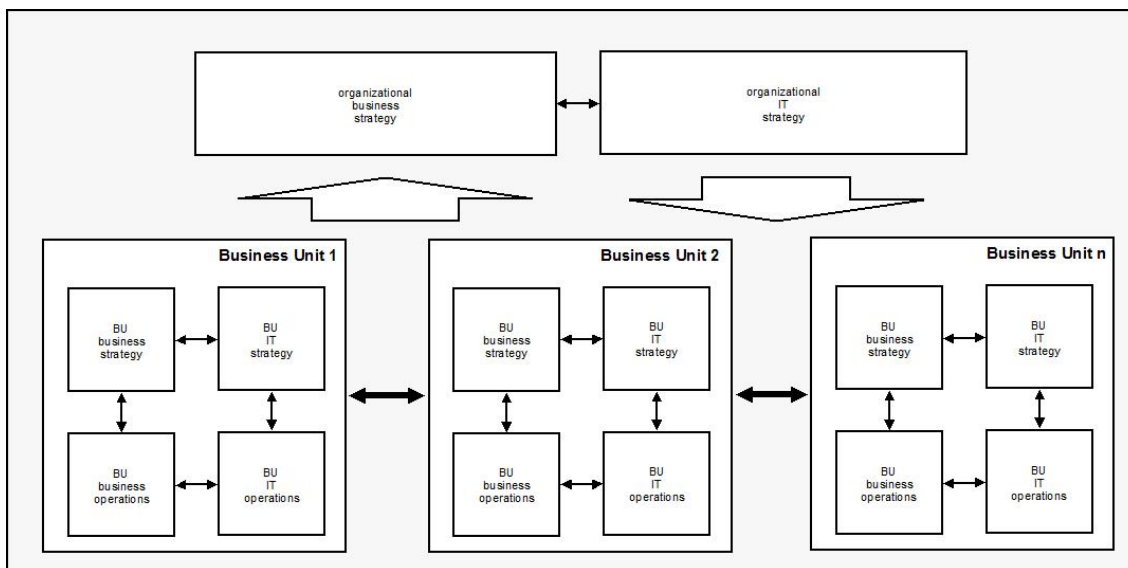 organizational
business
strategy
organizational
IT
strategy
Business Unit 1
BU
business
strategy
BU
IT
strategy
BU
business
operations
BU
IT
operations
Business Unit 2
BU
business
strategy
BU
IT
strategy
BU
business
operations
BU
IT
operations
Business Unit n
BU
business
strategy
BU
IT
strategy
BU
business
operations
BU
IT
operations